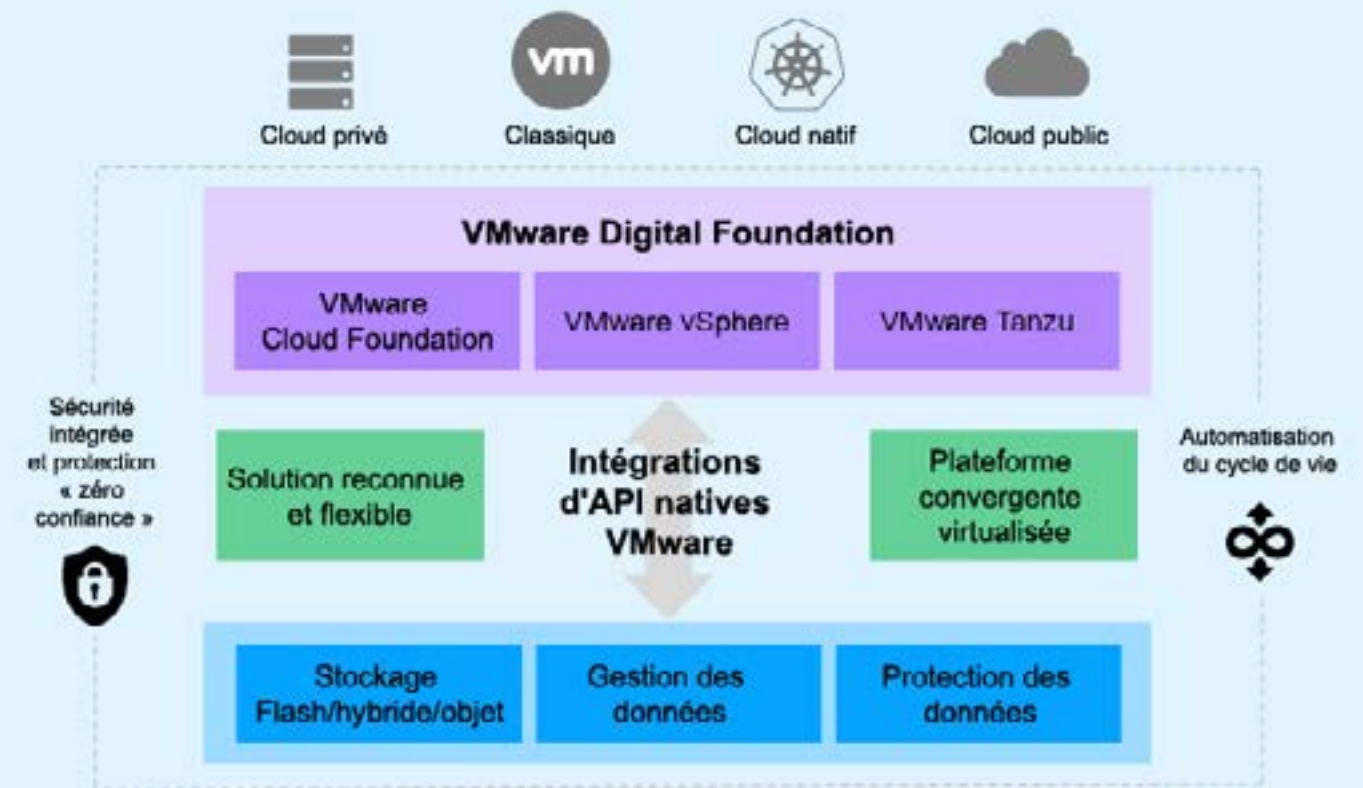 vm
Cloud privé
Classique
Cloud natif
Cloud public
VMware Digital Foundation
VMware
Cloud Foundation
VMware vSphere
VMware Tanzu
Sécurité
intégrée
et protection
« zéro
confiance »
Solution reconnue
et flexible
Intégrations
d'API natives
VMware
Plateforme
convergente
virtualisée
Automatisation
du cycle de vie
Stockage
Flash/hybride/objet
Gestion des
données
Protection des
données